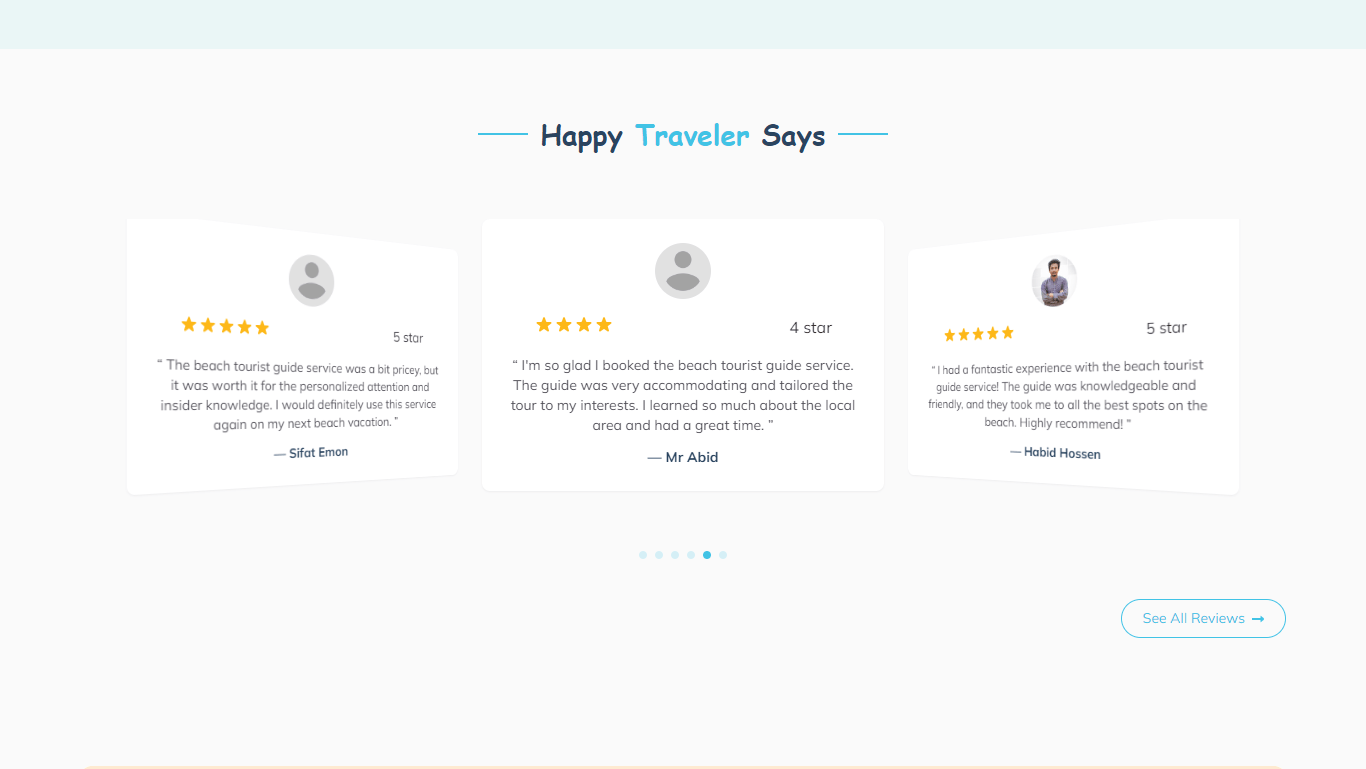 Happy Traveler Says
5 star
“ The beach tourist guide service was a bit pricey, but
it was worth it for the personalized attention and
insider knowledge. I would definitely use this service
again on my next beach vacation. ”
— Sifat Emon
4 star
“ I'm so glad I booked the beach tourist guide service.
The guide was very accommodating and tailored the
tour to my interests. I learned so much about the local
area and had a great time. ”
— Mr Abid
5 star
“ I had a fantastic experience with the beach tourist
guide service! The guide was knowledgeable and
friendly, and they took me to all the best spots on the
beach. Highly recommend! ”
— Habid Hossen
See All Reviews